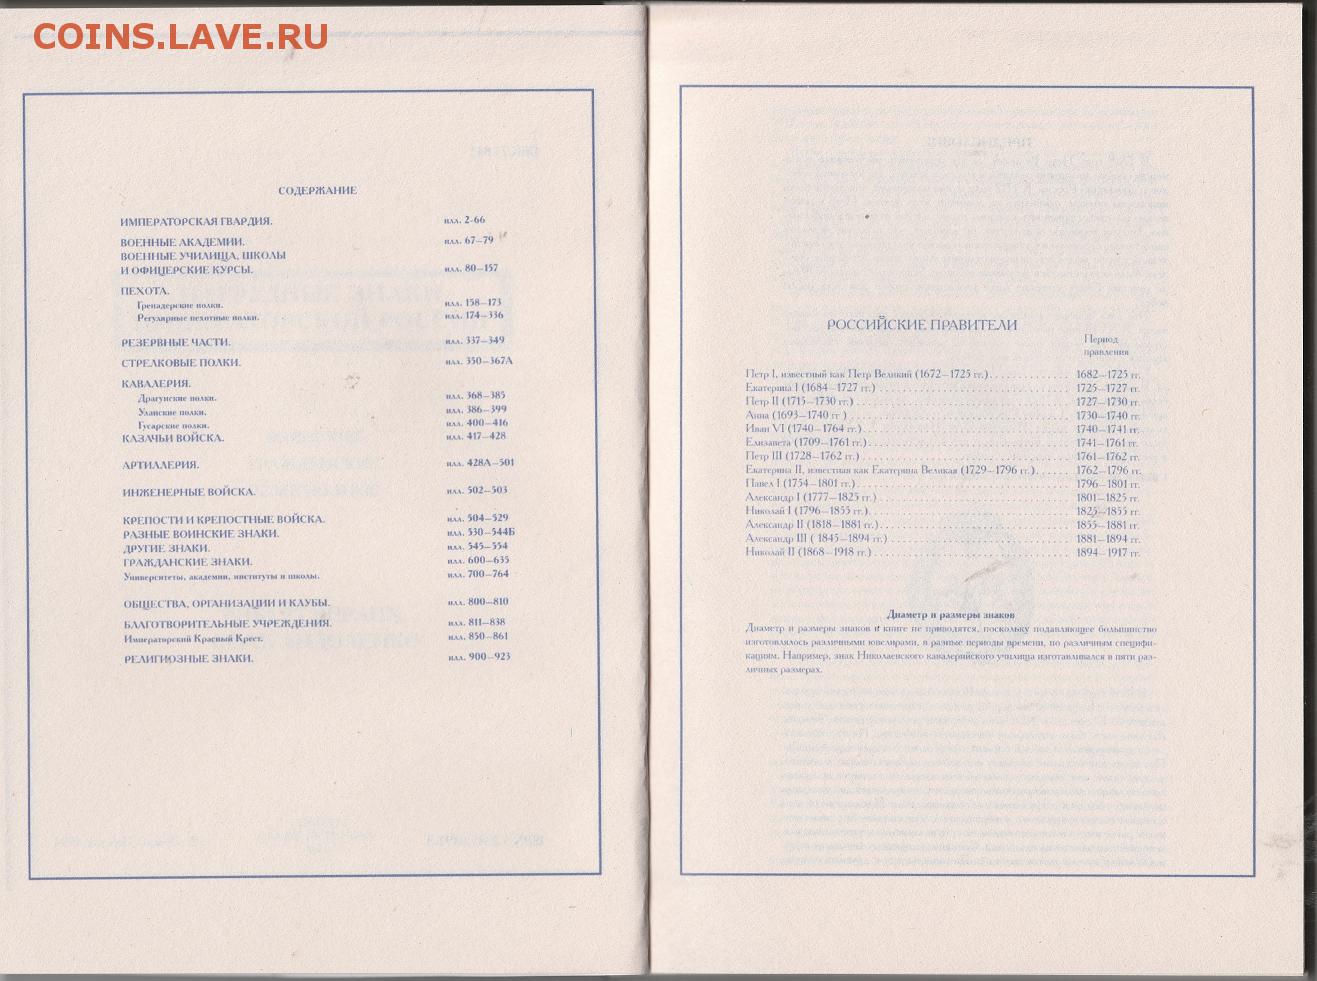 COINS.LAVE.RU
СОДЕРЖАНИЕ
ИМПЕРАТОРСКАЯ ГВАРДИЯ. илл. 2-66
ВОЕННЫЕ АКАДЕМИИ. илл. 67—79
ВОЕННЫЕ УЧИЛИЩА, ШКОЛЫ
И ОФИЦЕРСКИЕ КУРСЫ. илл. 80—157
ПЕХОТА.
Гренадерские полки. илл. 158—173
Регулярные пехотные полки. илл. 174—336
РЕЗЕРВНЫЕ ЧАСТИ. илл. 337—349
СТРЕЛКОВЫЕ ПОЛКИ. илл. 350—367А
КАВАЛЕРИЯ.
Драгунские полки. илл. 368—385
Уланские полки. илл. 386—399
Гусарские полки. илл. 400—416
КАЗАЧЬИ ВОЙСКА. илл. 417—428
АРТИЛЛЕРИЯ. илл. 428А—501
ИНЖЕНЕРНЫЕ ВОЙСКА. илл. 502—503
КРЕПОСТИ И КРЕПОСТНЫЕ ВОЙСКА. илл. 504—529
РАЗНЫЕ ВОИНСКИЕ ЗНАКИ. илл. 530—544Б
ДРУГИЕ ЗНАКИ. илл. 545—554
ГРАЖДАНСКИЕ ЗНАКИ. илл. 600—635
Университеты, академии, институты и школы. илл. 700—764
ОБЩЕСТВА, ОРГАНИЗАЦИИ И КЛУБЫ. илл. 800—810
БЛАГОТВОРИТЕЛЬНЫЕ УЧРЕЖДЕНИЯ. илл. 811—838
Императорский Красный Крест. илл. 850—861
РЕЛИГИОЗНЫЕ ЗНАКИ. илл. 900—923
РОССИЙСКИЕ ПРАВИТЕЛИ
Период
правления
Петр I, известный как Петр Великий (1672—1725 гг.) 1682—1725 гг.
Екатерина I (1684—1727 гг.) 1725—1727 гг.
Петр II (1715—1730 гг.) 1727—1730 гг.
Анна (1693—1740 гг ) 1730—1740 гг.
Иван VI (1740—1764 гг.) 1740—1741 гг.
Елизавета (1709—1761 гг.) 1741—1761 гг.
Петр III (1728—1762 гг.) 1761—1762 гг.
Екатерина II, известная как Екатерина Великая (1729—1796 гг.) 1762—1796 гг.
Павел I (1754—1801 гг.) 1796—1801 гг.
Александр I (1777—1825 гг.) 1801—1825 гг.
Николай I (1796—1855 гг.) 1825—1855 гг.
Александр II (1818—1881 гг.) 1855—1881 гг.
Александр III ( 1845—1894 гг.) 1881—1894 гг.
Николай II (1868—1918 гг.) 1894—1917 гг.
Диаметр и размеры знаков
Диаметр и размеры знаков в книге не приводятся, поскольку подавляющее большинство
изготовлялось различными ювелирами, в разные периоды времени, по различным специфи-
кациям. Например, знак Николаевского кавалерийского училища изготавливался в пяти раз-
личных размерах.